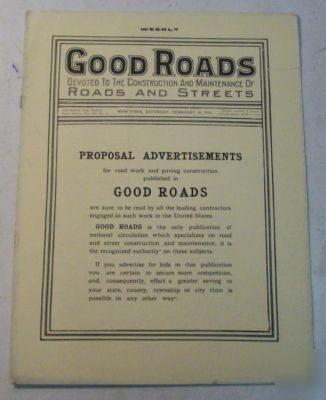 WEEKLY
GOOD ROADS
DEVOTED TO THE CONSTRUCTION AND MAINTENANCE OF
ROADS AND STREETS
NEW YORK, SATURDAY, FEBRUARY
PROPOSAL ADVERTISEMENTS
for road work and paving construction
published in
GOOD ROADS
are sure to be read by all the leading contractors
engaged in such work in the United States.
GOOD ROADS is the only publication of
national circulation which specializes on road
and street construction and maintenance; it is
the recognized authority on these subjects.
If you advertise for bids in this publication
you are certain to secure more competition,
and, consequently, effect a greater saving to
your state, county, township or city than is
possible in any other way.